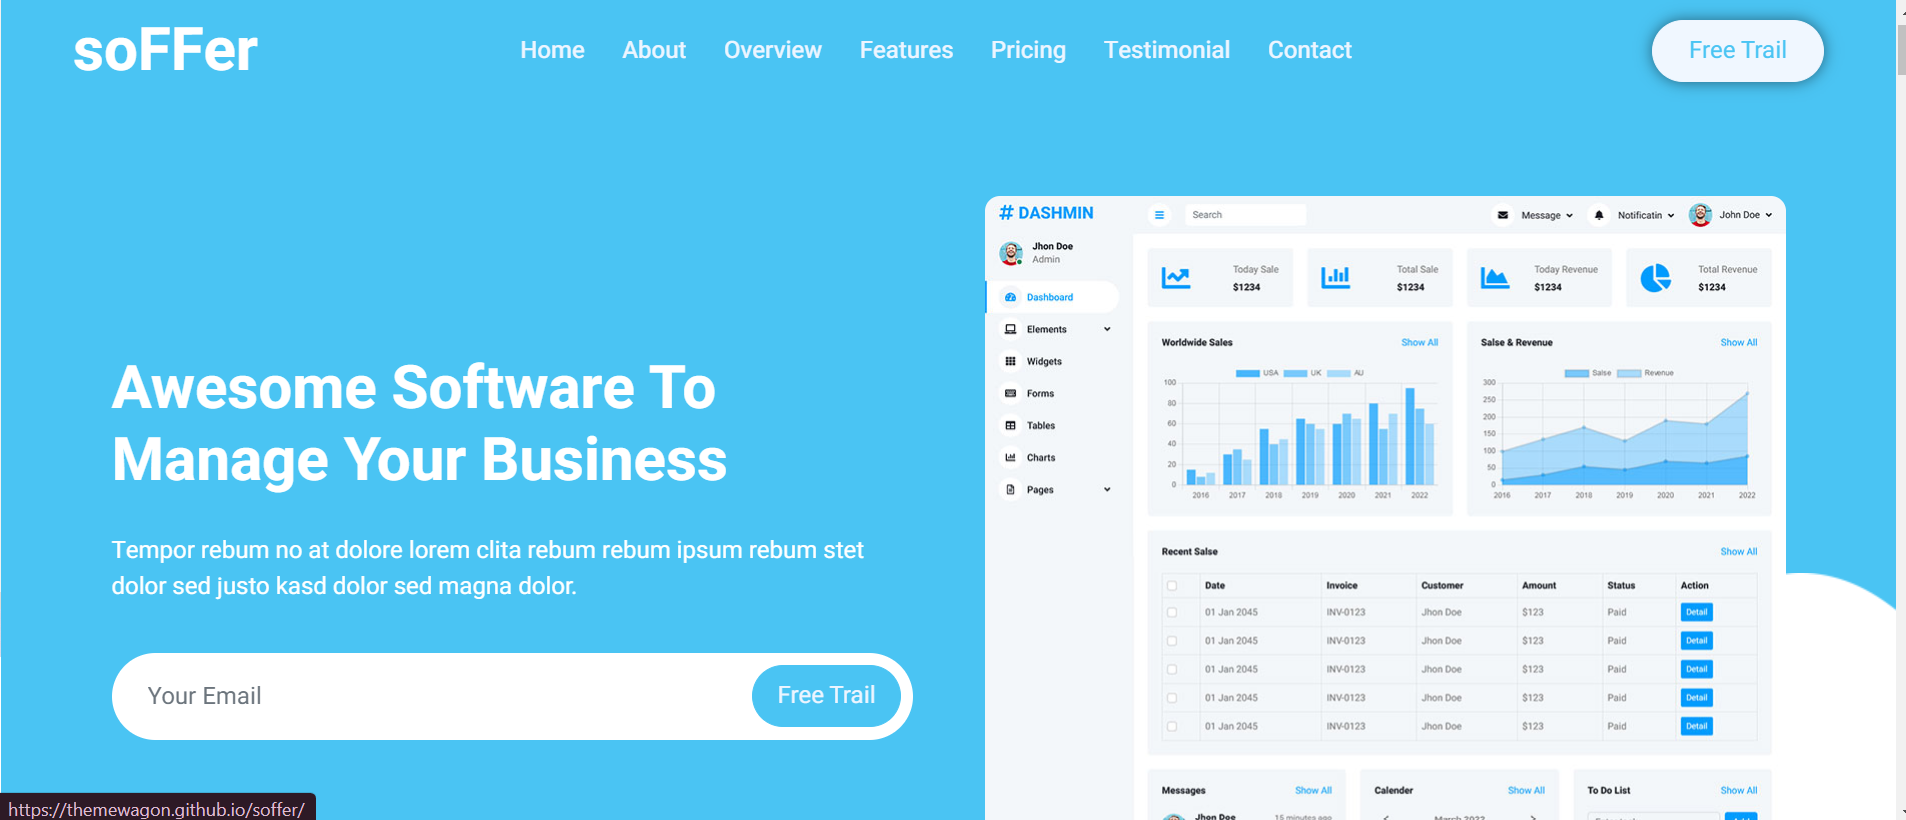 soFFer
Home About Overview Features Pricing Testimonial Contact
Free Trail
Awesome Software To
Manage Your Business
Tempor rebum no at dolore lorem clita rebum rebum ipsum rebum stet
dolor sed justo kasd dolor sed magna dolor.
Your Email
Free Trail
# DASHMIN
Search
Message
Notificatin
John Doe
Jhon Doe
Admin
Dashboard
Elements
Widgets
Forms
Tables
Charts
Pages
Today Sale
$1234
Total Sale
$1234
Today Revenue
$1234
Total Revenue
$1234
Worldwide Sales Show All
USA UK AU
100
80
60
40
20
0
2016 2017 2018 2019 2020 2021 2022
Salse & Revenue Show All
Salse Revenue
300
250
200
150
100
50
0
2016 2017 2018 2019 2020 2021 2022
Recent Salse Show All
Date Invoice Customer Amount Status Action
01 Jan 2045 INV-0123 Jhon Doe $123 Paid Detail
01 Jan 2045 INV-0123 Jhon Doe $123 Paid Detail
01 Jan 2045 INV-0123 Jhon Doe $123 Paid Detail
01 Jan 2045 INV-0123 Jhon Doe $123 Paid Detail
01 Jan 2045 INV-0123 Jhon Doe $123 Paid Detail
Messages Show All
Jhon Doe 15 minutes ago
Calender Show All
March 2022
To Do List Show All
https://themewagon.github.io/soffer/